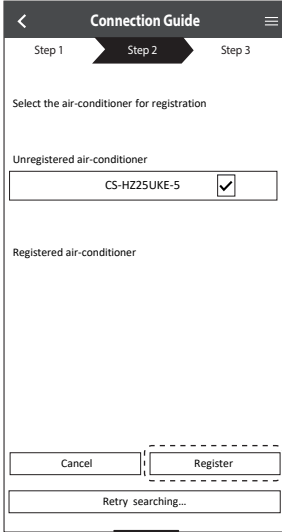 Connection Guide
Step 1 Step 2 Step 3
Select the air-conditioner for registration
Unregistered air-conditioner
CS-HZ25UKE-5
Registered air-conditioner
Cancel Register
Retry searching...